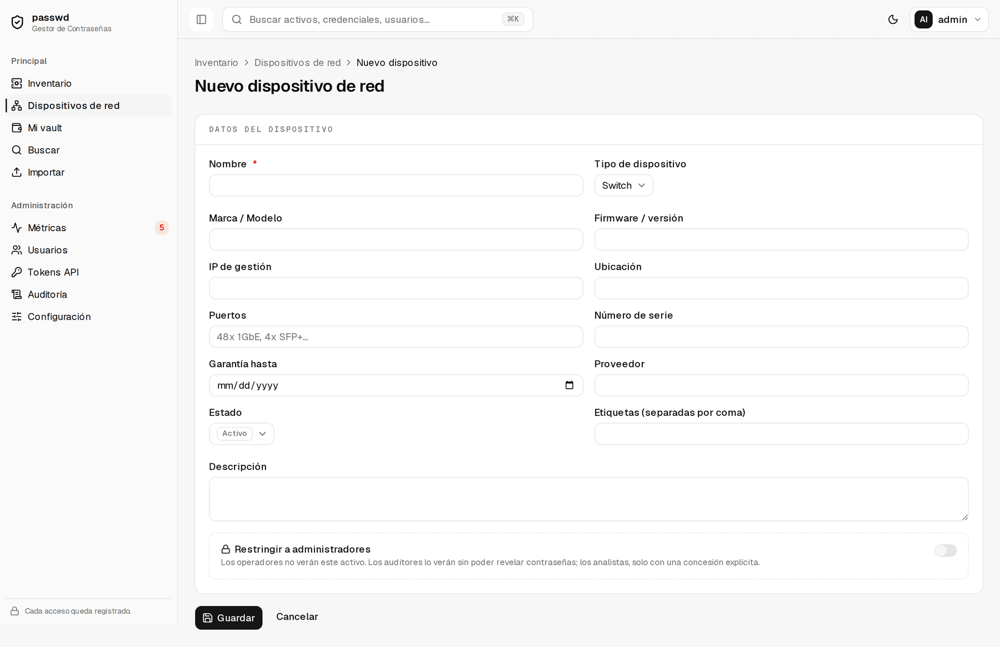 passwd
Gestor de Contraseñas
Principal
Inventario
Dispositivos de red
Mi vault
Buscar
Importar
Administración
Métricas 5
Usuarios
Tokens API
Auditoría
Configuración
Cada acceso queda registrado.
Buscar activos, credenciales, usuarios... ⌘K
AI admin
Inventario > Dispositivos de red > Nuevo dispositivo
Nuevo dispositivo de red
DATOS DEL DISPOSITIVO
Nombre *
Tipo de dispositivo
Switch
Marca / Modelo
Firmware / versión
IP de gestión
Ubicación
Puertos
48x 1GbE, 4x SFP+...
Número de serie
Garantía hasta
mm/dd/yyyy
Proveedor
Estado
Activo
Etiquetas (separadas por coma)
Descripción
Restringir a administradores
Los operadores no verán este activo. Los auditores lo verán sin poder revelar contraseñas; los analistas, solo con una concesión explícita.
Guardar
Cancelar